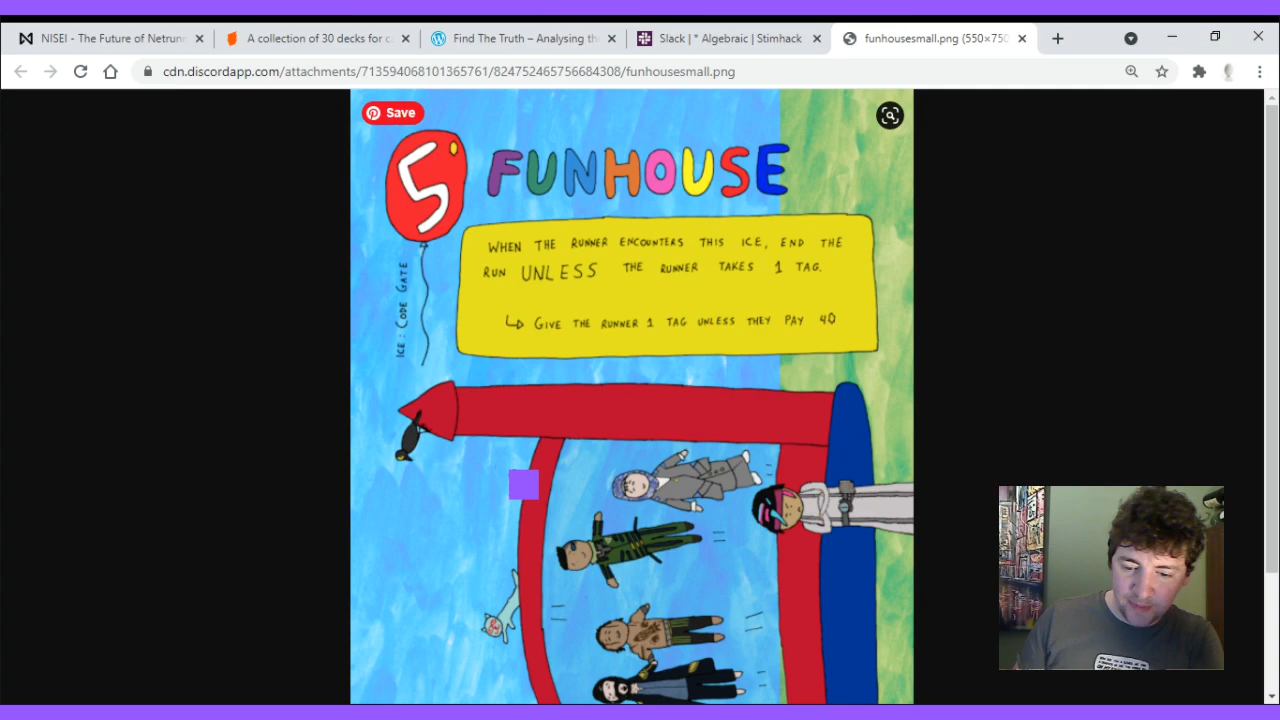 NISEI - The Future of Netrunn
A collection of 30 decks for ca
Find The Truth – Analysing the
Slack | * Algebraic | Stimhack
funhousesmall.png (550×750
cdn.discordapp.com/attachments/713594068101365761/824752465756684308/funhousesmall.png
Save
5
FUNHOUSE
WHEN THE RUNNER ENCOUNTERS THIS ICE, END THE
RUN UNLESS THE RUNNER TAKES 1 TAG.
↳ GIVE THE RUNNER 1 TAG UNLESS THEY PAY 4
ICE: CODE GATE